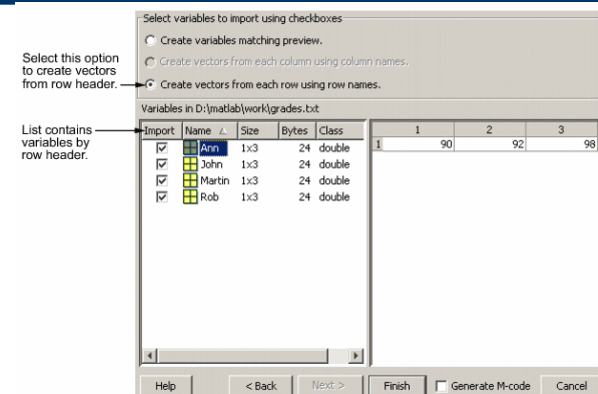 Select variables to import using checkboxes
Create variables matching preview.
Create vectors from each column using column names.
Select this option
to create vectors
from row header.
Create vectors from each row using row names.
Variables in D:\matlab\work\grades.txt
List contains
variables by
row header.
Import Name Size Bytes Class
Ann 1x3 24 double
John 1x3 24 double
Martin 1x3 24 double
Rob 1x3 24 double
1 2 3
1 90 92 98
Help < Back Next > Finish Generate M-code Cancel